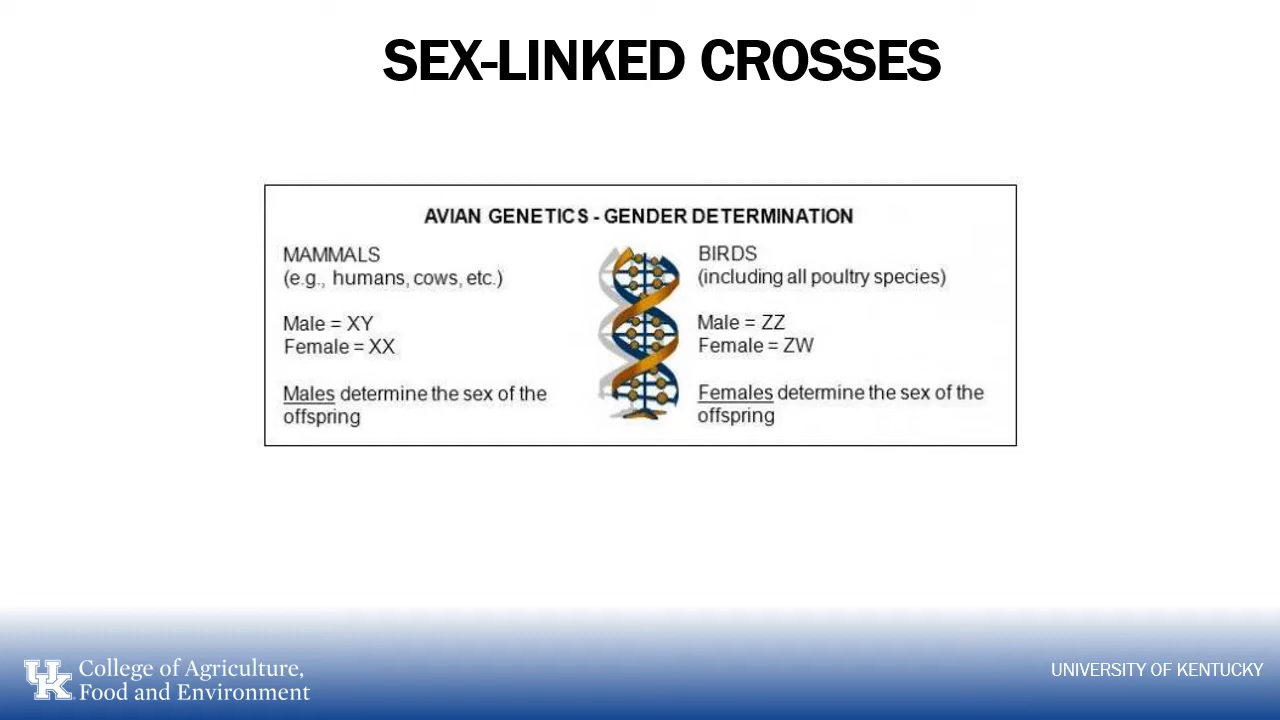 SEX-LINKED CROSSES
AVIAN GENETICS - GENDER DETERMINATION
MAMMALS
(e.g., humans, cows, etc.)
Male = XY
Female = XX
Males determine the sex of the
offspring
BIRDS
(including all poultry species)
Male = ZZ
Female = ZW
Females determine the sex of the
offspring
UK
College of Agriculture,
Food and Environment
UNIVERSITY OF KENTUCKY